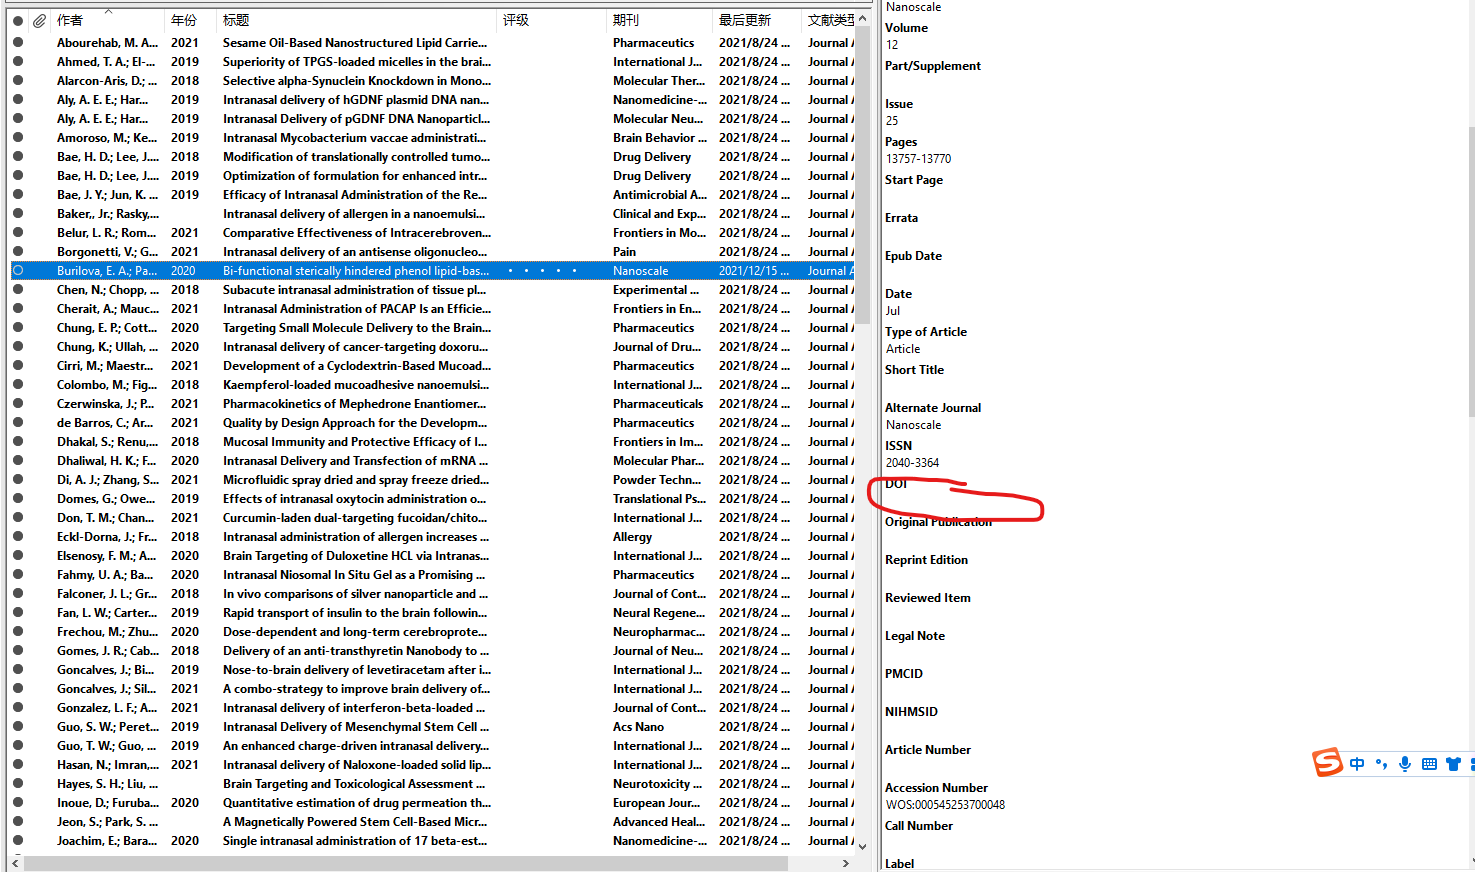 作者 年份 标题 评级 期刊 最后更新 文献类型
Abourehab, M. A... 2021 Sesame Oil-Based Nanostructured Lipid Carrie... Pharmaceutics 2021/8/24 ... Journal A
Ahmed, T. A.; El-... 2019 Superiority of TPGS-loaded micelles in the brai... International J... 2021/8/24 ... Journal A
Alarcon-Aris, D.; ... 2018 Selective alpha-Synuclein Knockdown in Mono... Molecular Ther... 2021/8/24 ... Journal A
Aly, A. E. E.; Har... 2019 Intranasal delivery of hGDNF plasmid DNA nan... Nanomedicine-... 2021/8/24 ... Journal A
Aly, A. E. E.; Har... 2019 Intranasal Delivery of pGDNF DNA Nanoparticl... Molecular Neu... 2021/8/24 ... Journal A
Amoroso, M.; Ke... 2019 Intranasal Mycobacterium vaccae administrati... Brain Behavior ... 2021/8/24 ... Journal A
Bae, H. D.; Lee, J.... 2018 Modification of translationally controlled tumo... Drug Delivery 2021/8/24 ... Journal A
Bae, H. D.; Lee, J.... 2019 Optimization of formulation for enhanced intr... Drug Delivery 2021/8/24 ... Journal A
Bae, J. Y.; Jun, K. ... 2019 Efficacy of Intranasal Administration of the Re... Antimicrobial A... 2021/8/24 ... Journal A
Baker,, Jr.; Rasky,... Intranasal delivery of allergen in a nanoemulsi... Clinical and Exp... 2021/8/24 ... Journal A
Belur, L. R.; Rom... 2021 Comparative Effectiveness of Intracerebroven... Frontiers in Mo... 2021/8/24 ... Journal A
Borgonetti, V.; G... 2021 Intranasal delivery of an antisense oligonucleo... Pain 2021/8/24 ... Journal A
Burilova, E. A.; Pa... 2020 Bi-functional sterically hindered phenol lipid-bas... Nanoscale 2021/12/15 ... Journal A
Chen, N.; Chopp, ... 2018 Subacute intranasal administration of tissue pl... Experimental ... 2021/8/24 ... Journal A
Cherait, A.; Mauc... 2021 Intranasal Administration of PACAP Is an Efficie... Frontiers in En... 2021/8/24 ... Journal A
Chung, E. P.; Cott... 2020 Targeting Small Molecule Delivery to the Brain... Pharmaceutics 2021/8/24 ... Journal A
Chung, K.; Ullah, ... 2020 Intranasal delivery of cancer-targeting doxoru... Journal of Dru... 2021/8/24 ... Journal A
Cirri, M.; Maestr... 2021 Development of a Cyclodextrin-Based Mucoad... Pharmaceutics 2021/8/24 ... Journal A
Colombo, M.; Fig... 2018 Kaempferol-loaded mucoadhesive nanoemulsi... International J... 2021/8/24 ... Journal A
Czerwinska, J.; P... 2021 Pharmacokinetics of Mephedrone Enantiomer... Pharmaceuticals 2021/8/24 ... Journal A
de Barros, C.; Ar... 2021 Quality by Design Approach for the Developm... Pharmaceutics 2021/8/24 ... Journal A
Dhakal, S.; Renu,... 2018 Mucosal Immunity and Protective Efficacy of I... Frontiers in Im... 2021/8/24 ... Journal A
Dhaliwal, H. K.; F... 2020 Intranasal Delivery and Transfection of mRNA ... Molecular Phar... 2021/8/24 ... Journal A
Di, A. J.; Zhang, S... 2021 Microfluidic spray dried and spray freeze dried... Powder Techn... 2021/8/24 ... Journal A
Domes, G.; Owe... 2019 Effects of intranasal oxytocin administration o... Translational Ps... 2021/8/24 ... Journal A
Don, T. M.; Chan... 2021 Curcumin-laden dual-targeting fucoidan/chito... International J... 2021/8/24 ... Journal A
Eckl-Dorna, J.; Fr... 2018 Intranasal administration of allergen increases ... Allergy 2021/8/24 ... Journal A
Elsenosy, F. M.; A... 2020 Brain Targeting of Duloxetine HCL via Intranas... International J... 2021/8/24 ... Journal A
Fahmy, U. A.; Ba... 2020 Intranasal Niosomal In Situ Gel as a Promising ... Pharmaceutics 2021/8/24 ... Journal A
Falconer, J. L.; Gr... 2018 In vivo comparisons of silver nanoparticle and ... Journal of Cont... 2021/8/24 ... Journal A
Fan, L. W.; Carter... 2019 Rapid transport of insulin to the brain followin... Neural Regene... 2021/8/24 ... Journal A
Frechou, M.; Zhu... 2020 Dose-dependent and long-term cerebroprote... Neuropharmac... 2021/8/24 ... Journal A
Gomes, J. R.; Cab... 2018 Delivery of an anti-transthyretin Nanobody to ... Journal of Neu... 2021/8/24 ... Journal A
Goncalves, J.; Bi... 2019 Nose-to-brain delivery of levetiracetam after i... International J... 2021/8/24 ... Journal A
Goncalves, J.; Sil... 2021 A combo-strategy to improve brain delivery of... International J... 2021/8/24 ... Journal A
Gonzalez, L. F.; A... 2021 Intranasal delivery of interferon-beta-loaded ... Journal of Cont... 2021/8/24 ... Journal A
Guo, S. W.; Peret... 2019 Intranasal Delivery of Mesenchymal Stem Cell ... Acs Nano 2021/8/24 ... Journal A
Guo, T. W.; Guo, ... 2019 An enhanced charge-driven intranasal delivery... International J... 2021/8/24 ... Journal A
Hasan, N.; Imran,... 2021 Intranasal delivery of Naloxone-loaded solid lip... International J... 2021/8/24 ... Journal A
Hayes, S. H.; Liu, ... Brain Targeting and Toxicological Assessment ... Neurotoxicity ... 2021/8/24 ... Journal A
Inoue, D.; Furuba... 2020 Quantitative estimation of drug permeation th... European Jour... 2021/8/24 ... Journal A
Jeon, S.; Park, S. ... A Magnetically Powered Stem Cell-Based Micr... Advanced Heal... 2021/8/24 ... Journal A
Joachim, E.; Bara... 2020 Single intranasal administration of 17 beta-est... Nanomedicine-... 2021/8/24 ... Journal A
Nanoscale
Volume
12
Part/Supplement
Issue
25
Pages
13757-13770
Start Page
Errata
Epub Date
Date
Jul
Type of Article
Article
Short Title
Alternate Journal
Nanoscale
ISSN
2040-3364
DOI
Original Publication
Reprint Edition
Reviewed Item
Legal Note
PMCID
NIHMSID
Article Number
Accession Number
WOS:000545253700048
Call Number
Label
S 中